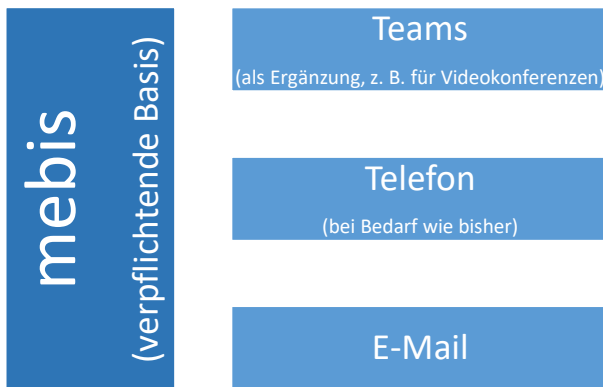 mebis
(verpflichtende Basis)
Teams
(als Ergänzung, z. B. für Videokonferenzen)
Telefon
(bei Bedarf wie bisher)
E-Mail